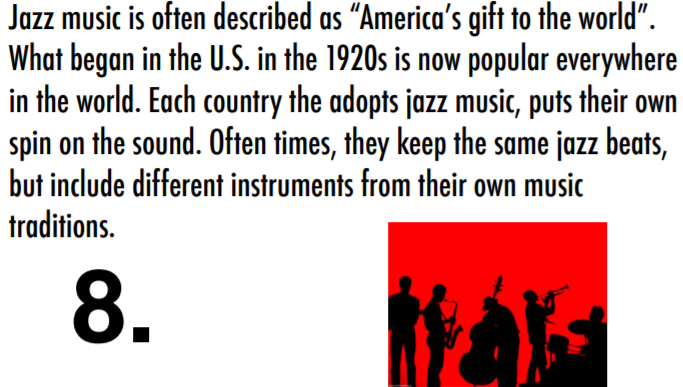 Jazz music is often described as “America’s gift to the world”.
What began in the U.S. in the 1920s is now popular everywhere
in the world. Each country the adopts jazz music, puts their own
spin on the sound. Often times, they keep the same jazz beats,
but include different instruments from their own music
traditions.
8.